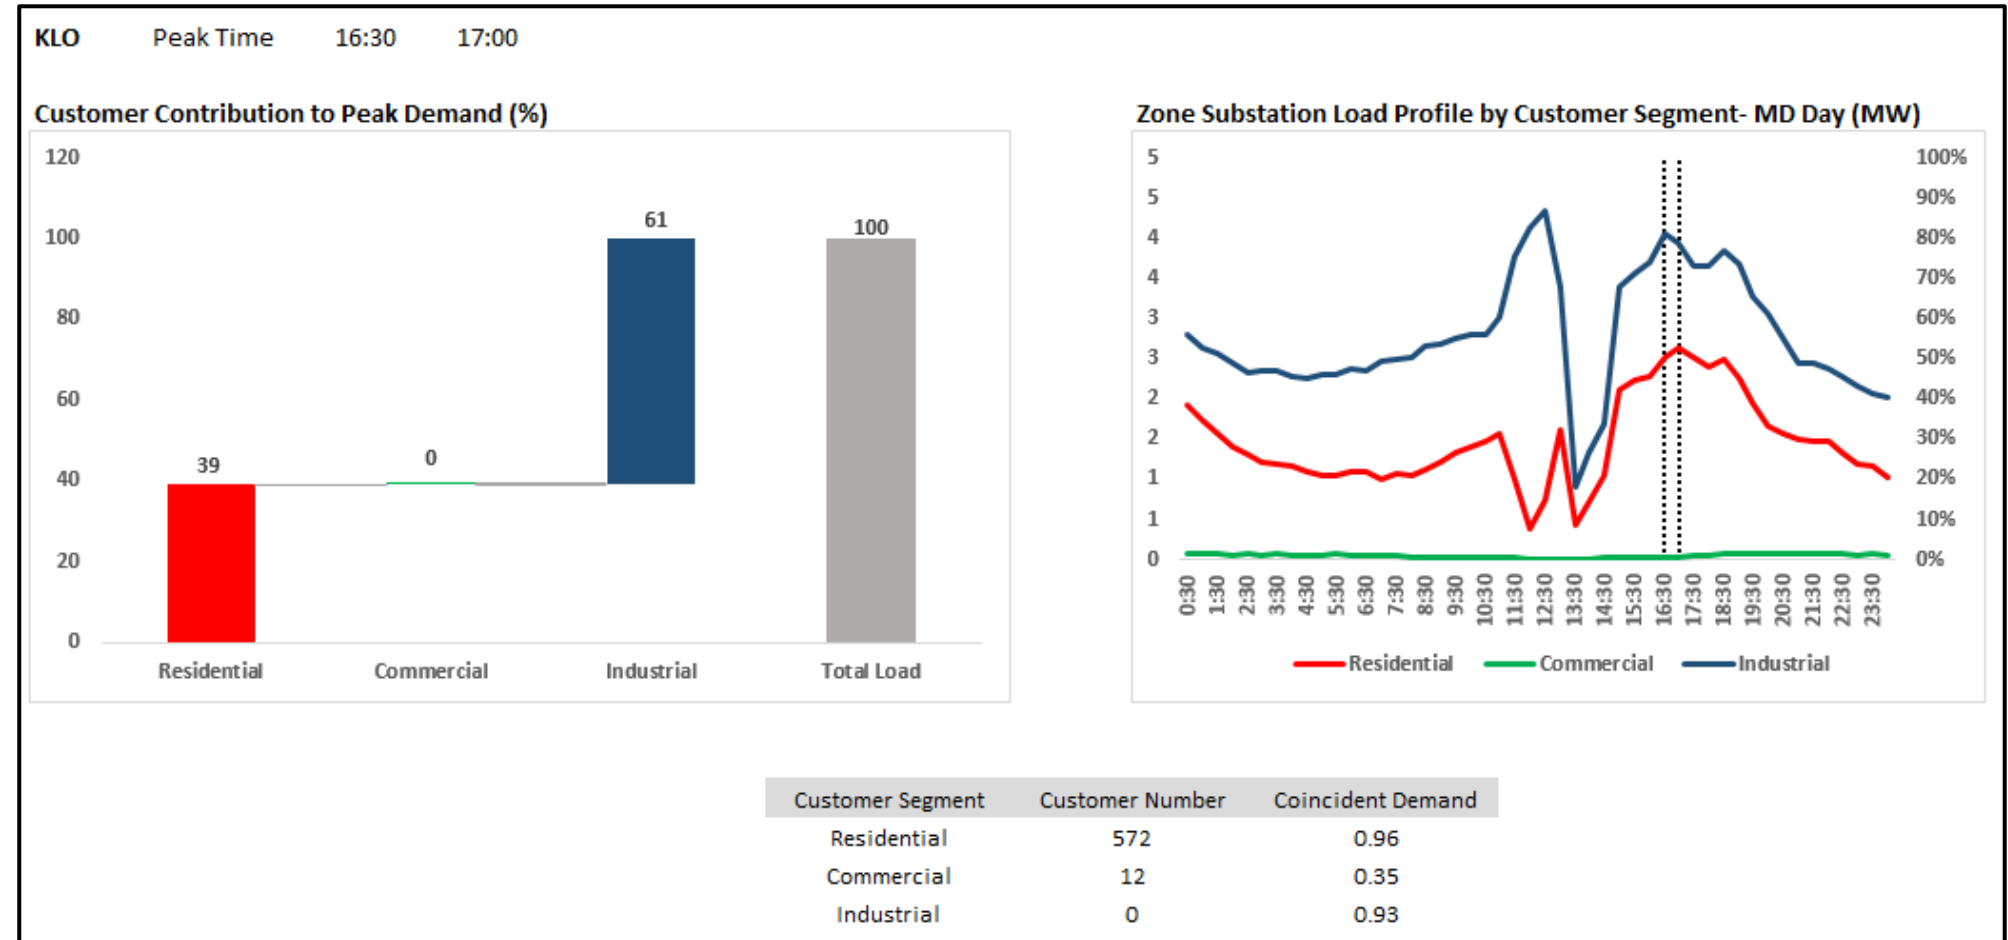 KLO Peak Time 16:30 17:00
Customer Contribution to Peak Demand (%)
120
100
80
60
40
20
0
39
0
61
100
Residential Commercial Industrial Total Load
Zone Substation Load Profile by Customer Segment- MD Day (MW)
5 100%
5 90%
4 80%
4 70%
3 60%
3 50%
2 40%
2 30%
1 20%
1 10%
0 0%
0:30 1:30 2:30 3:30 4:30 5:30 6:30 7:30 8:30 9:30 10:30 11:30 12:30 13:30 14:30 15:30 16:30 17:30 18:30 19:30 20:30 21:30 22:30 23:30
Residential Commercial Industrial
Customer Segment Customer Number Coincident Demand
Residential 572 0.96
Commercial 12 0.35
Industrial 0 0.93